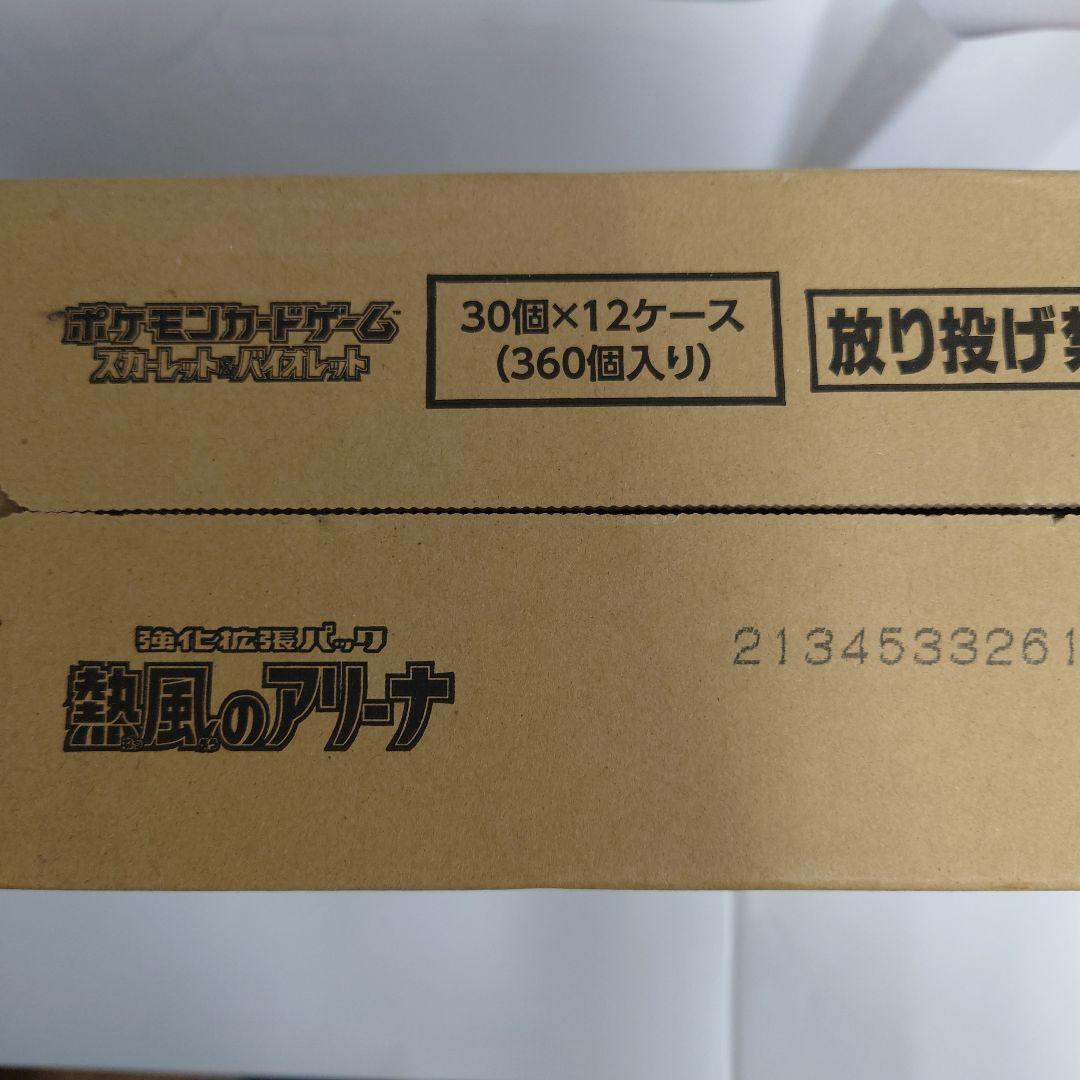 ポケモンカードゲーム
スカーレット&バイオレット
30個×12ケース
(360個入り)
放り投げ禁
強化拡張パック
熱風のアリーナ
2134533261